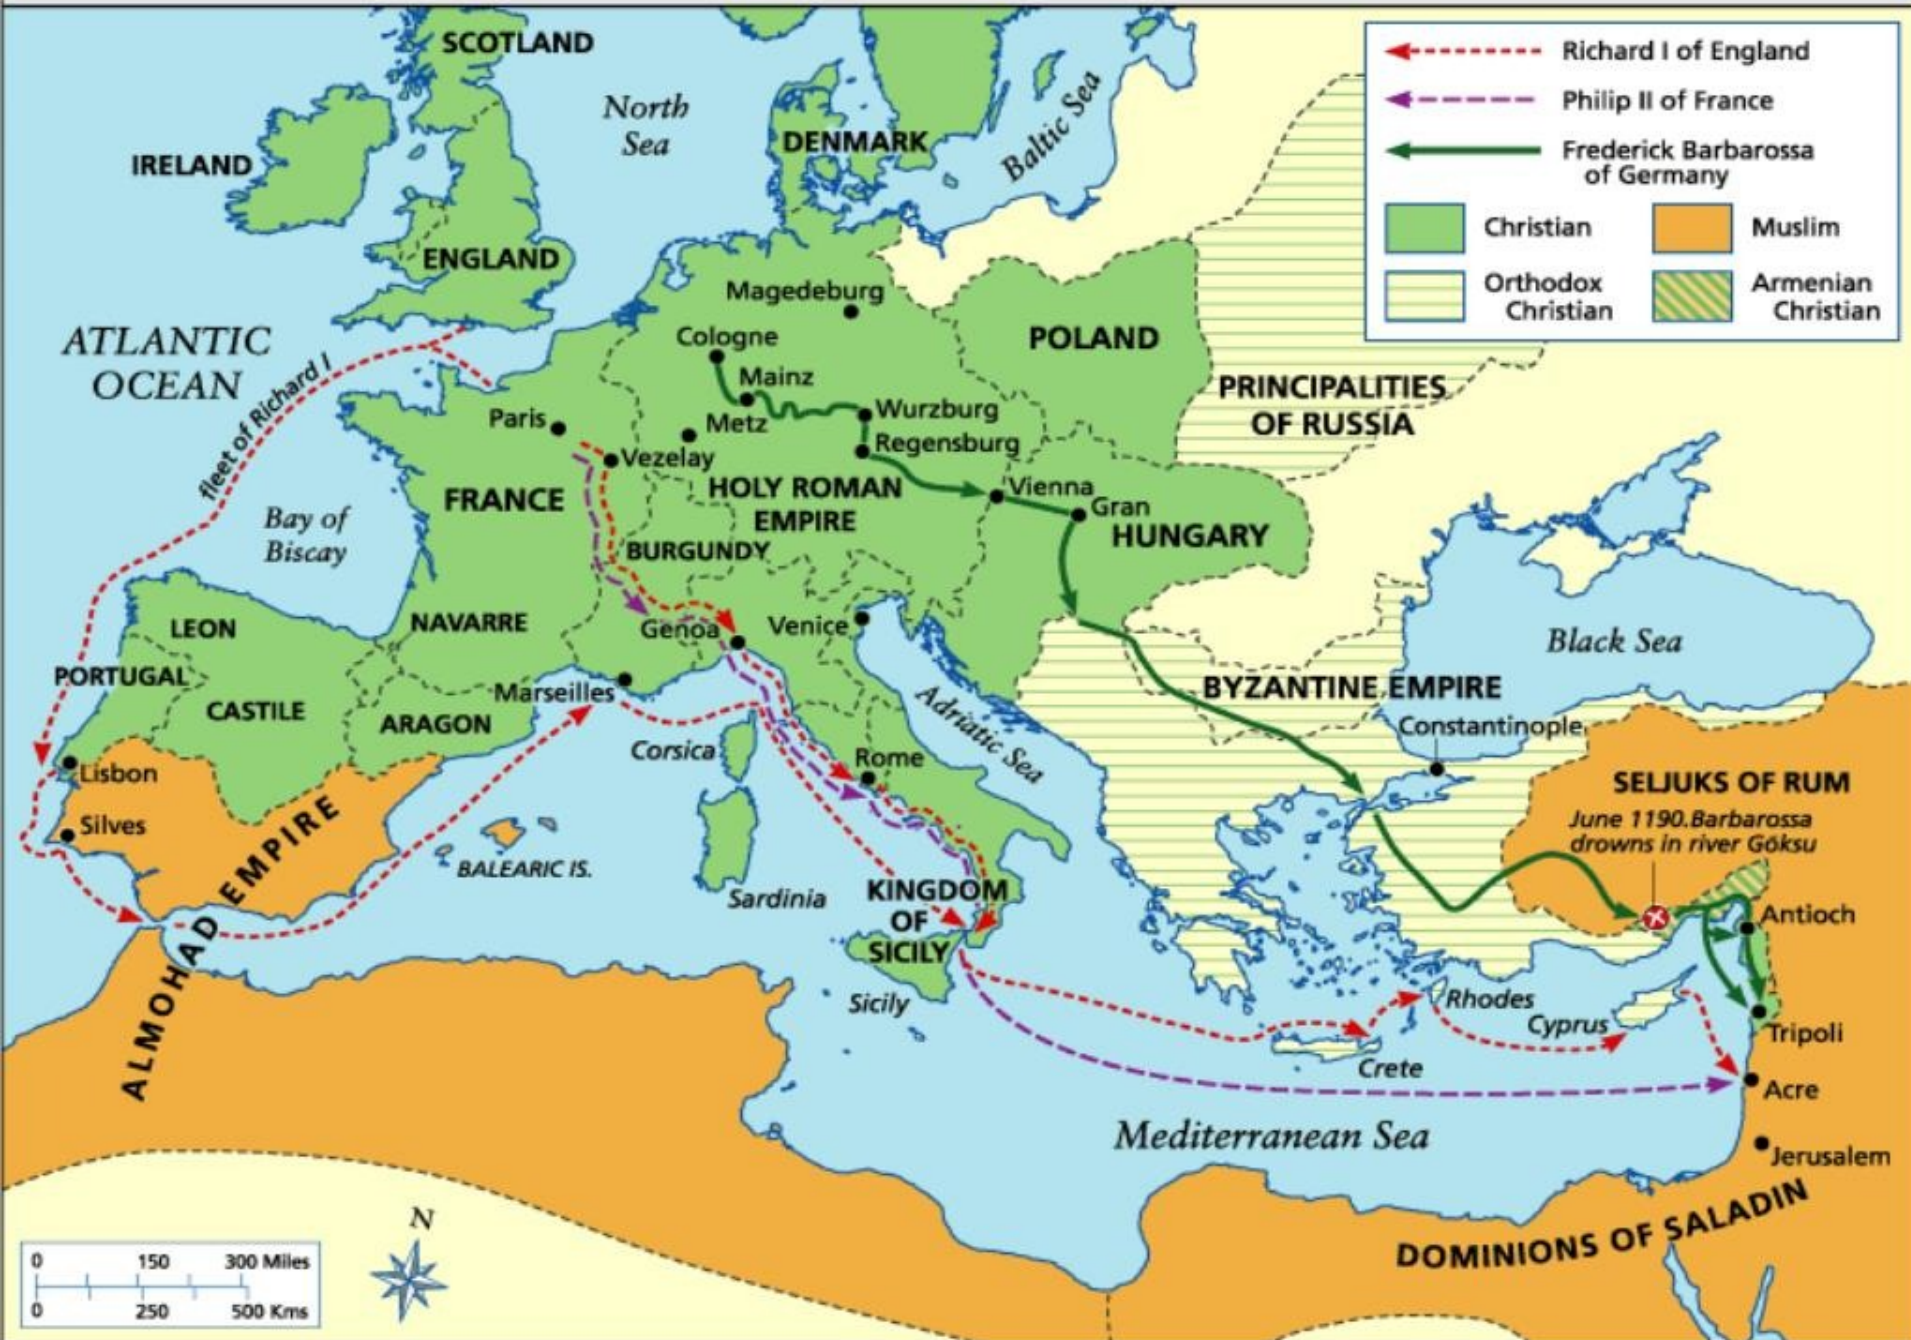 SCOTLAND
North
Sea
IRELAND
DENMARK
Baltic Sea
ENGLAND
Richard I of England
Philip II of France
Frederick Barbarossa
of Germany
Christian
Muslim
Orthodox
Christian
Armenian
Christian
ATLANTIC
OCEAN
fleet of Richard I
Magedeburg
Cologne
Mainz
Metz
Wurzburg
Regensburg
POLAND
PRINCIPALITIES
OF RUSSIA
Paris
Vezelay
FRANCE
HOLY ROMAN
EMPIRE
Vienna
Gran
HUNGARY
Bay of
Biscay
BURGUNDY
LEON
NAVARRE
Genoa
Venice
Black Sea
PORTUGAL
CASTILE
ARAGON
Marseilles
BYZANTINE EMPIRE
Constantinople
Corsica
Adriatic Sea
Rome
Lisbon
Silves
SELJUKS OF RUM
June 1190.Barbarossa
drowns in river Göksu
ALMOHAD EMPIRE
BALEARIC IS.
Sardinia
KINGDOM
OF
SICILY
Sicily
Antioch
Rhodes
Cyprus
Tripoli
Crete
Acre
Mediterranean Sea
Jerusalem
DOMINIONS OF SALADIN
N
0 150 300 Miles
0 250 500 Kms